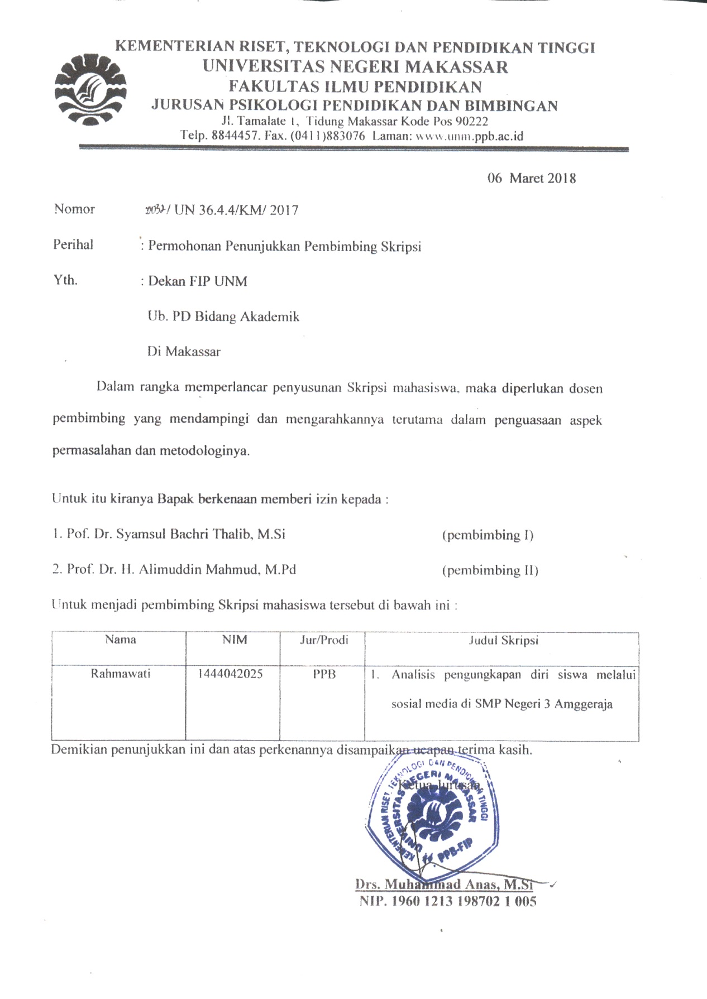 KEMENTERIAN RISET, TEKNOLOGI DAN PENDIDIKAN TINGGI
UNIVERSITAS NEGERI MAKASSAR
FAKULTAS ILMU PENDIDIKAN
JURUSAN PSIKOLOGI PENDIDIKAN DAN BIMBINGAN
Jl. Tamalate 1, Tidung Makassar Kode Pos 90222
Telp. 8844457. Fax. (0411)883076 Laman: www.unm.ppb.ac.id
06 Maret 2018
Nomor / UN 36.4.4/KM/ 2017
Perihal : Permohonan Penunjukkan Pembimbing Skripsi
Yth. : Dekan FIP UNM
Ub. PD Bidang Akademik
Di Makassar
Dalam rangka memperlancar penyusunan Skripsi mahasiswa, maka diperlukan dosen
pembimbing yang mendampingi dan mengarahkannya terutama dalam penguasaan aspek
permasalahan dan metodologinya.
Untuk itu kiranya Bapak berkenaan memberi izin kepada :
1. Pof. Dr. Syamsul Bachri Thalib, M.Si (pembimbing I)
2. Prof. Dr. H. Alimuddin Mahmud, M.Pd (pembimbing II)
Untuk menjadi pembimbing Skripsi mahasiswa tersebut di bawah ini :
Nama NIM Jur/Prodi Judul Skripsi
Rahmawati 1444042025 PPB 1. Analisis pengungkapan diri siswa melalui
sosial media di SMP Negeri 3 Amggeraja
Demikian penunjukkan ini dan atas perkenannya disampaikan ucapan terima kasih.
Ketua Jurusan,
KEMENTERIAN RISET, TEKNOLOGI DAN PENDIDIKAN TINGGI
UNIVERSITAS NEGERI MAKASSAR
PPB-FIP
Drs. Muhammad Anas, M.Si
NIP. 1960 1213 198702 1 005